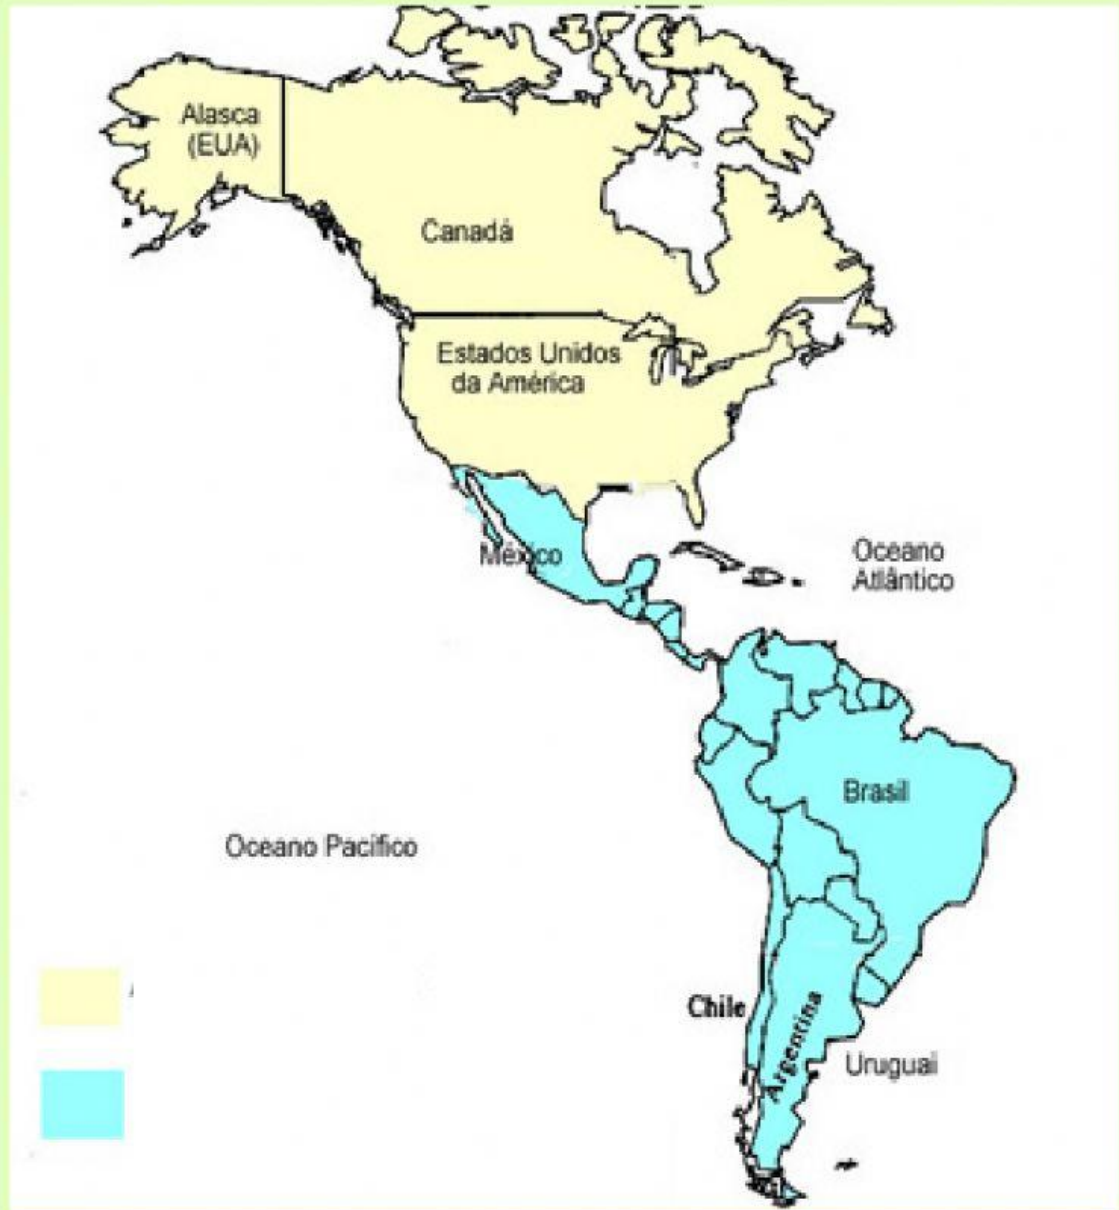 Alasca
(EUA)
Canadá
Estados Unidos
da América
México
Oceano
Atlântico
Brasil
Oceano Pacífico
Chile
Argentina
Uruguai